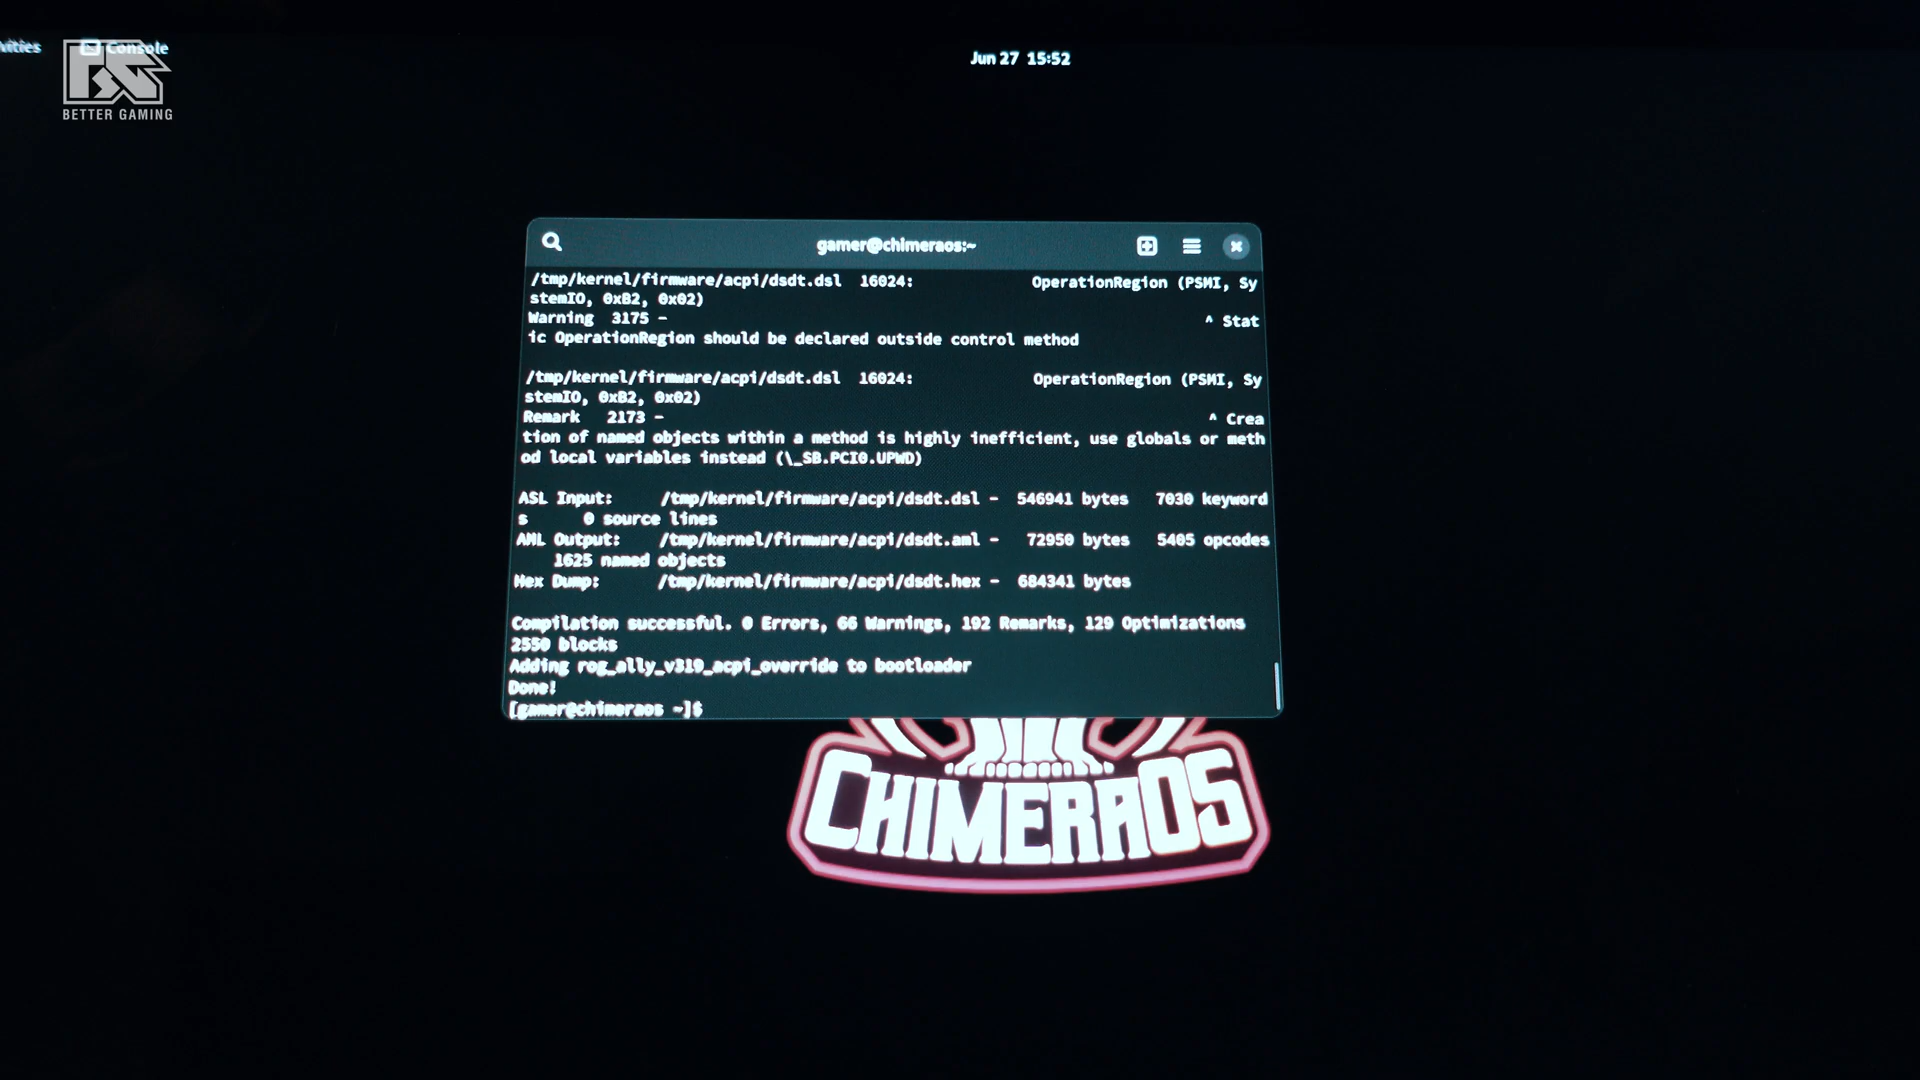 vities
Console
Jun 27 15:52
BETTER GAMING
gamer@chimeraos:~
/tmp/kernel/firmware/acpi/dsdt.dsl 16024: OperationRegion (PSMI, Sy
stemIO, 0xB2, 0x02)
Warning 3175 - ^ Stat
ic OperationRegion should be declared outside control method
/tmp/kernel/firmware/acpi/dsdt.dsl 16024: OperationRegion (PSMI, Sy
stemIO, 0xB2, 0x02)
Remark 2173 - ^ Crea
tion of named objects within a method is highly inefficient, use globals or meth
od local variables instead (\_SB.PCI0.UPWD)
ASL Input: /tmp/kernel/firmware/acpi/dsdt.dsl - 546941 bytes 7030 keyword
s 0 source lines
AML Output: /tmp/kernel/firmware/acpi/dsdt.aml - 72950 bytes 5405 opcodes
1625 named objects
Hex Dump: /tmp/kernel/firmware/acpi/dsdt.hex - 684341 bytes
Compilation successful. 0 Errors, 66 Warnings, 192 Remarks, 129 Optimizations
2550 blocks
Adding rog_ally_v319_acpi_override to bootloader
Done!
[gamer@chimeraos ~]$
CHIMERAOS